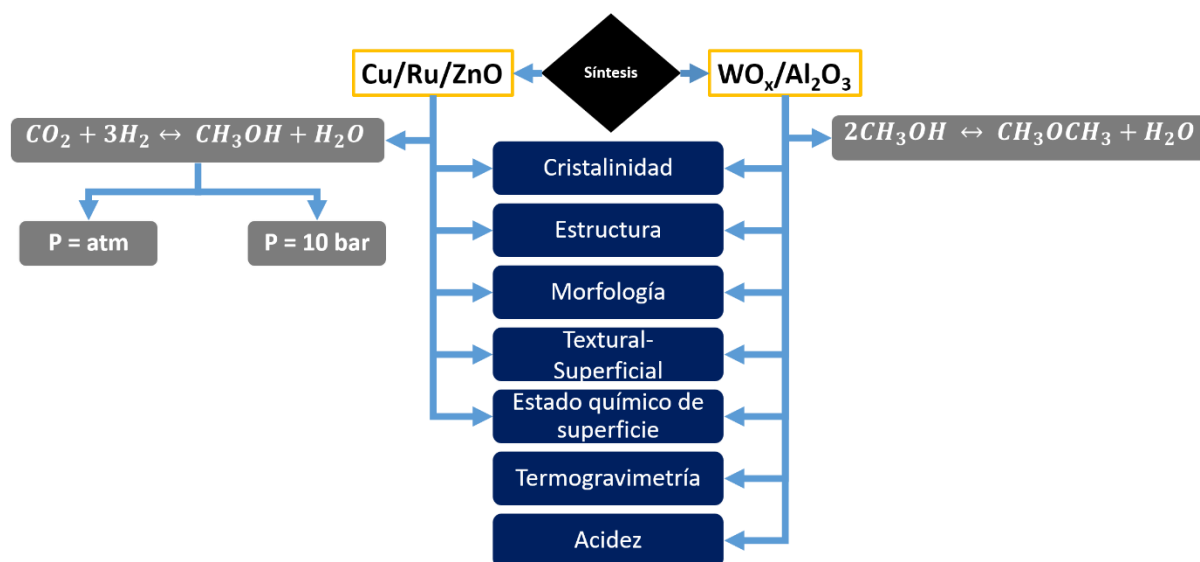 Síntesis
Cu/Ru/ZnO
WOₓ/Al₂O₃
CO₂ + 3H₂ ↔ CH₃OH + H₂O
2CH₃OH ↔ CH₃OCH₃ + H₂O
P = atm
P = 10 bar
Cristalinidad
Estructura
Morfología
Textural-
Superficial
Estado químico de
superficie
Termogravimetría
Acidez